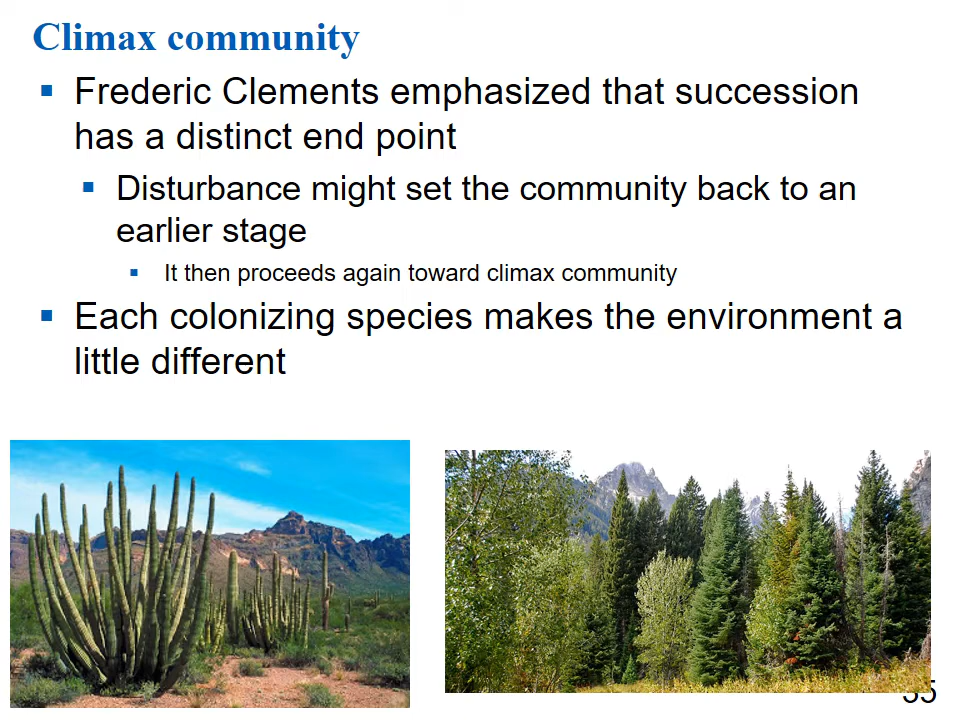 Climax community
Frederic Clements emphasized that succession
has a distinct end point
Disturbance might set the community back to an
earlier stage
It then proceeds again toward climax community
Each colonizing species makes the environment a
little different